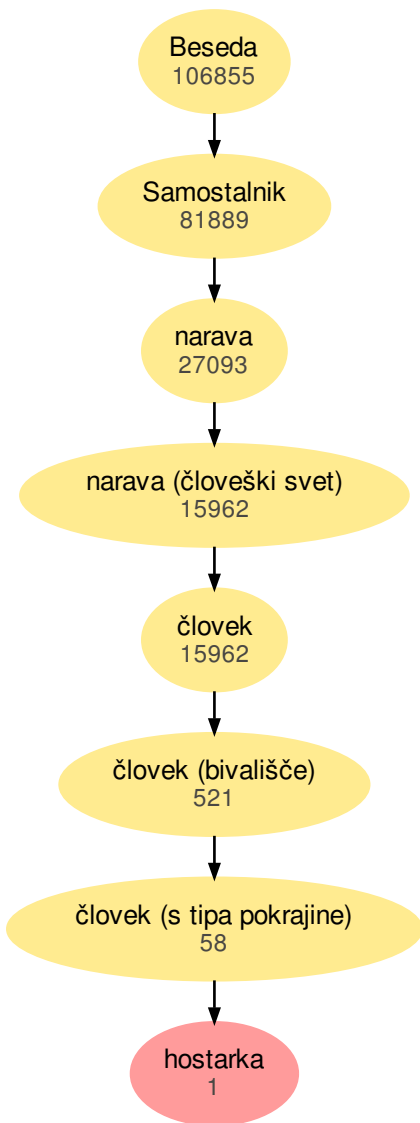 Beseda
106855
Samostalnik
81889
narava
27093
narava (človeški svet)
15962
človek
15962
človek (bivališče)
521
človek (s tipa pokrajine)
58
hostarka
1